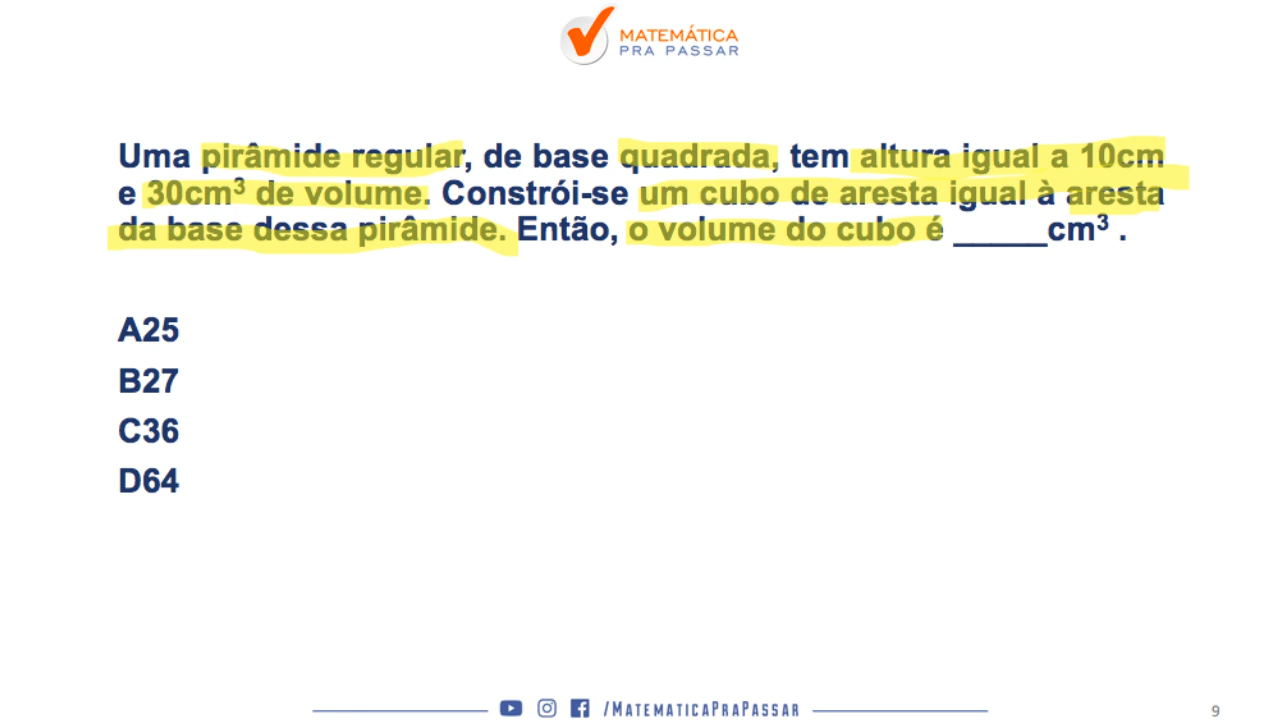 MATEMÁTICA
PRA PASSAR
Uma pirâmide regular, de base quadrada, tem altura igual a 10cm
e 30cm³ de volume. Constrói-se um cubo de aresta igual à aresta
da base dessa pirâmide. Então, o volume do cubo é _____cm³ .
A25
B27
C36
D64
/MATEMATICAPRAPASSAR
9